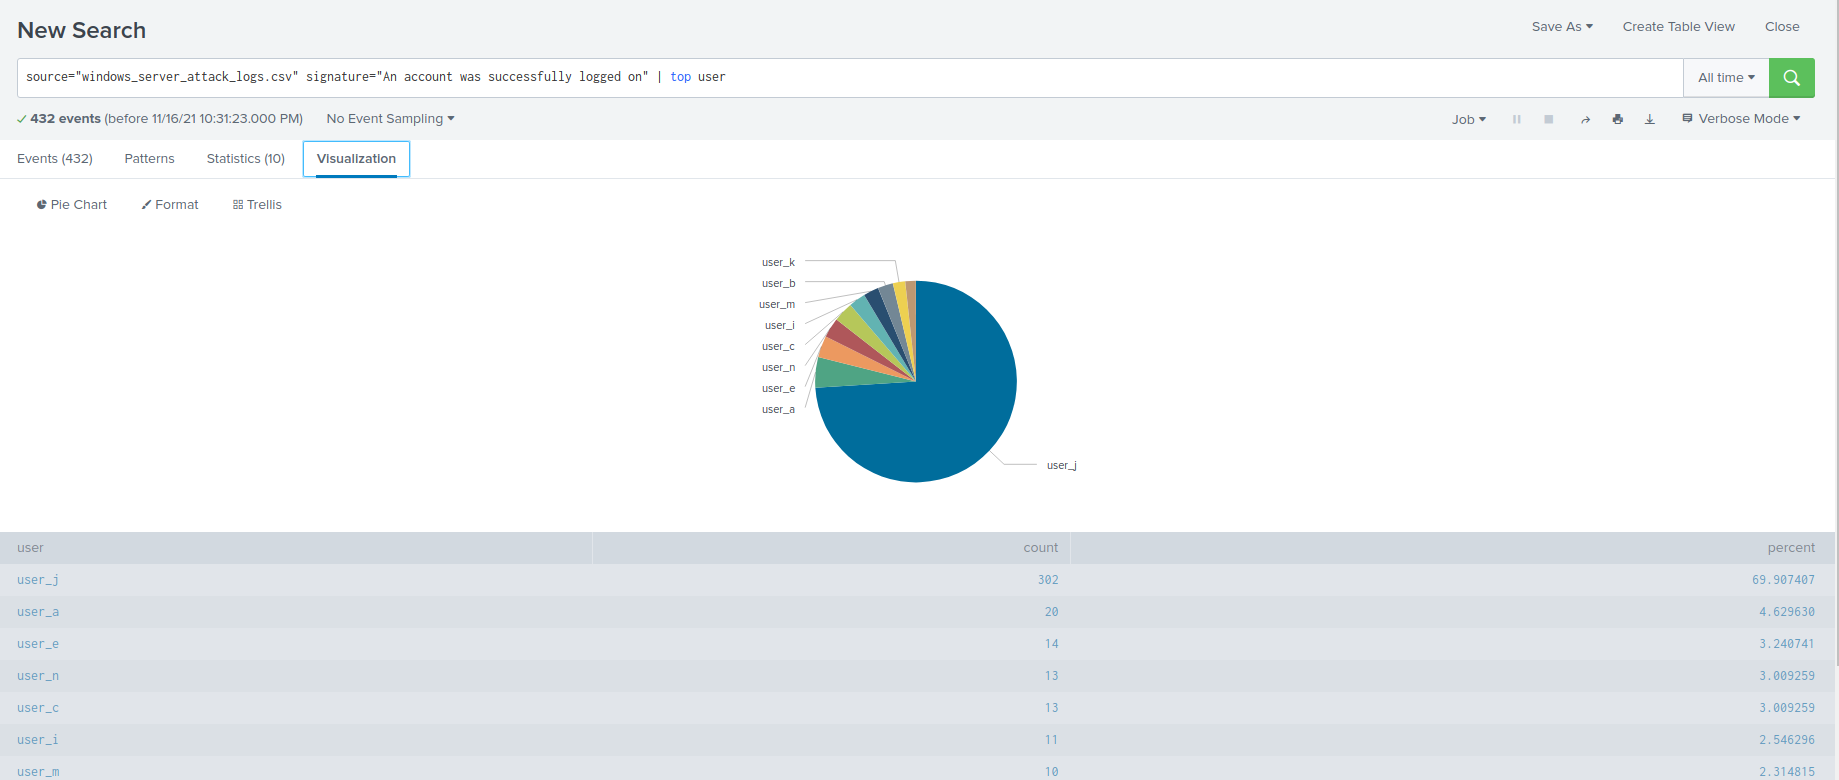 New Search
Save As Create Table View Close
source="windows_server_attack_logs.csv" signature="An account was successfully logged on" | top user
All time
432 events (before 11/16/21 10:31:23.000 PM) No Event Sampling
Job Verbose Mode
Events (432) Patterns Statistics (10) Visualization
Pie Chart Format Trellis
user_k
user_b
user_m
user_i
user_c
user_n
user_e
user_a
user_j
user count percent
user_j 302 69.907407
user_a 20 4.629630
user_e 14 3.240741
user_n 13 3.009259
user_c 13 3.009259
user_i 11 2.546296
user_m 10 2.314815